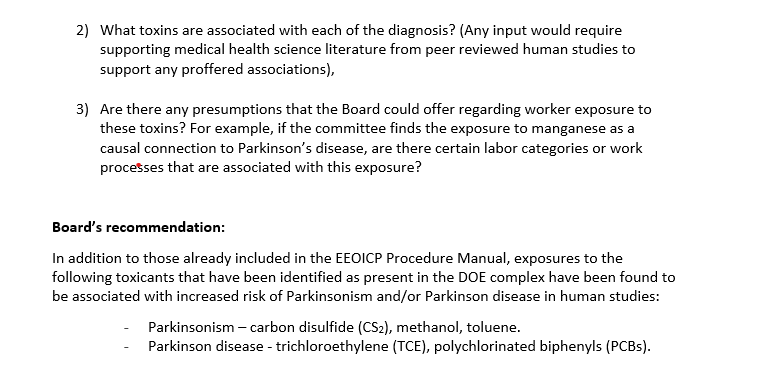 2) What toxins are associated with each of the diagnosis? (Any input would require
supporting medical health science literature from peer reviewed human studies to
support any proffered associations),
3) Are there any presumptions that the Board could offer regarding worker exposure to
these toxins? For example, if the committee finds the exposure to manganese as a
causal connection to Parkinson’s disease, are there certain labor categories or work
processes that are associated with this exposure?
Board’s recommendation:
In addition to those already included in the EEOICP Procedure Manual, exposures to the
following toxicants that have been identified as present in the DOE complex have been found to
be associated with increased risk of Parkinsonism and/or Parkinson disease in human studies:
- Parkinsonism – carbon disulfide (CS2), methanol, toluene.
- Parkinson disease - trichloroethylene (TCE), polychlorinated biphenyls (PCBs).